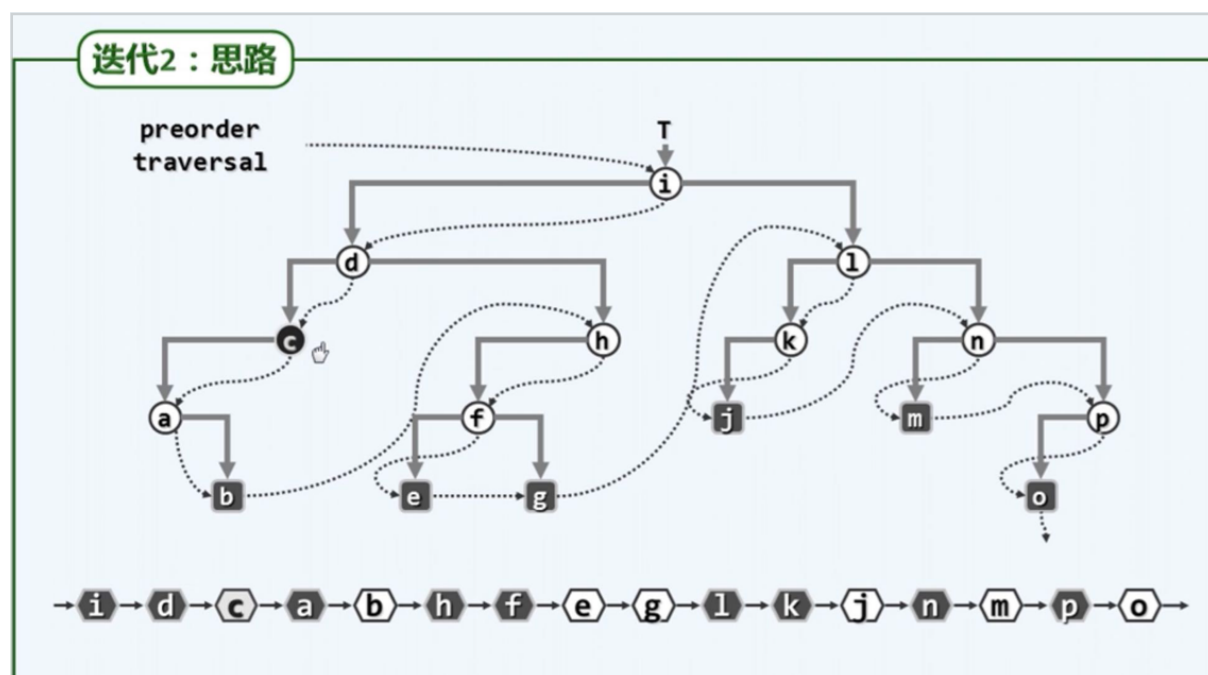 迭代2：思路
preorder
traversal
T
i
d
l
c
h
k
n
a
f
j
m
p
b
e
g
o
i d c a b h f e g l k j n m p o